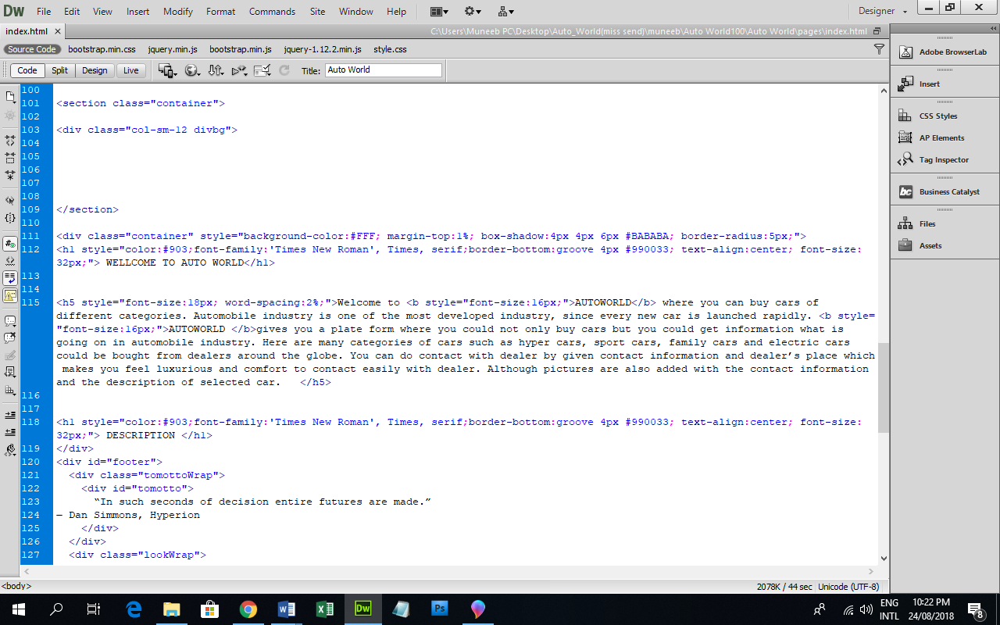 Dw File Edit View Insert Modify Format Commands Site Window Help Designer
index.html C:\Users\Muneeb PC\Desktop\Auto_World(miss send)\muneeb\Auto World100\Auto World\pages\index.html
Source Code bootstrap.min.css jquery.min.js bootstrap.min.js jquery-1.12.2.min.js style.css
Code Split Design Live Title: Auto World
100
101 <section class="container">
102
103 <div class="col-sm-12 divbg">
104
105
106
107
108
109 </section>
110
111 <div class="container" style="background-color:#FFF; margin-top:1%; box-shadow:4px 4px 6px #BABABA; border-radius:5px;">
112 <h1 style="color:#903;font-family:'Times New Roman', Times, serif;border-bottom:groove 4px #990033; text-align:center; font-size:
32px;"> WELLCOME TO AUTO WORLD</h1>
113
114
115 <h5 style="font-size:18px; word-spacing:2%;">Welcome to <b style="font-size:16px;">AUTOWORLD</b> where you can buy cars of
different categories. Automobile industry is one of the most developed industry, since every new car is launched rapidly. <b style=
"font-size:16px;">AUTOWORLD </b>gives you a plate form where you could not only buy cars but you could get information what is
going on in automobile industry. Here are many categories of cars such as hyper cars, sport cars, family cars and electric cars
could be bought from dealers around the globe. You can do contact with dealer by given contact information and dealer’s place which
makes you feel luxurious and comfort to contact easily with dealer. Although pictures are also added with the contact information
and the description of selected car.   </h5>
116
117
118 <h1 style="color:#903;font-family:'Times New Roman', Times, serif;border-bottom:groove 4px #990033; text-align:center; font-size:
32px;"> DESCRIPTION </h1>
119 </div>
120 <div id="footer">
121 <div class="tomottoWrap">
122 <div id="tomotto">
123 “In such seconds of decision entire futures are made.”
124 — Dan Simmons, Hyperion
125 </div>
126 </div>
127 <div class="lookWrap">
Adobe BrowserLab
Insert
CSS Styles
AP Elements
Tag Inspector
bc Business Catalyst
Files
Assets
<body> 2078K / 44 sec Unicode (UTF-8)
Dw Ps ENG 10:22 PM
INTL 24/08/2018 8